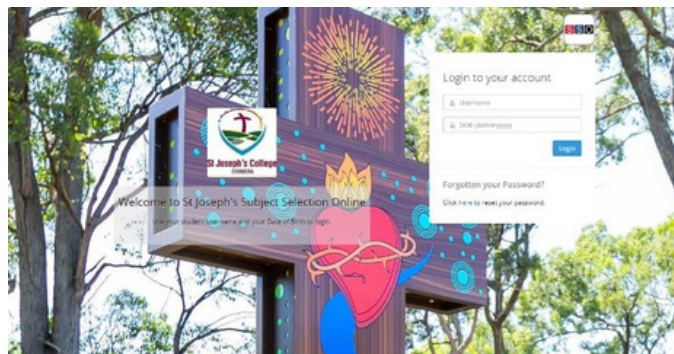 SSO
St Joseph's College
COOMERA
Welcome to St Joseph's Subject Selection Online
Use your student username and your Date of Birth to login.
Login to your account
Username
DOB (ddmmyyyy)
Login
Forgotten your Password?
Click here to reset your password.